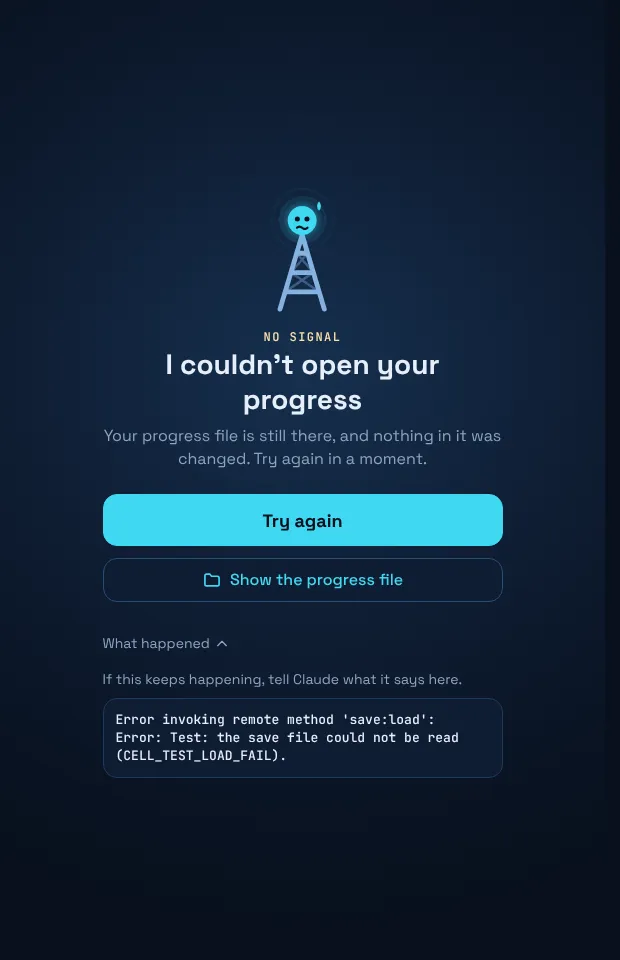 NO SIGNAL
I couldn't open your
progress
Your progress file is still there, and nothing in it was
changed. Try again in a moment.
Try again
Show the progress file
What happened
If this keeps happening, tell Claude what it says here.
Error invoking remote method 'save:load':
Error: Test: the save file could not be read
(CELL_TEST_LOAD_FAIL).